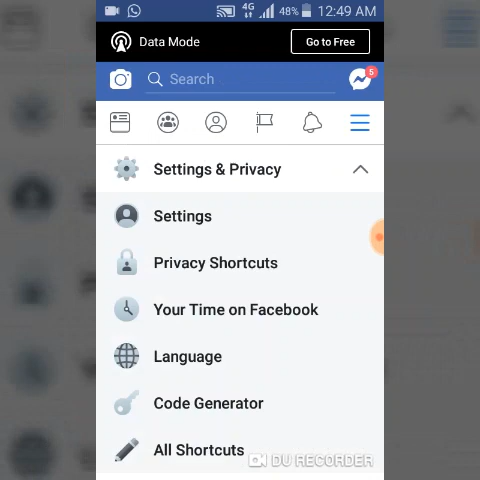 4G 48% 12:49 AM
Data Mode Go to Free
Search 5
Settings & Privacy
Settings
Privacy Shortcuts
Your Time on Facebook
Language
Code Generator
All Shortcuts
DU RECORDER